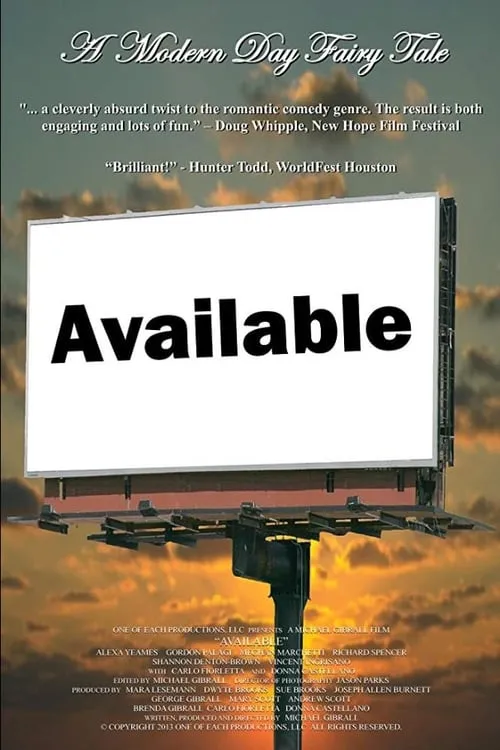 A Modern Day Fairy Tale
"... a cleverly absurd twist to the romantic comedy genre. The result is both
engaging and lots of fun.” – Doug Whipple, New Hope Film Festival
“Brilliant!” - Hunter Todd, WorldFest Houston
Available
ONE OF EACH PRODUCTIONS, LLC PRESENTS A MICHAEL GIBRALL FILM
“AVAILABLE”
ALEXA YEAMES GORDON PALAGI MEGHAN MARCHETTI RICHARD SPENCER
SHANNON DENTON-BROWN VINCENT INGRISANO
WITH CARLO FIORLETTA AND DONNA CASTELLANO
EDITED BY MICHAEL GIBRALL DIRECTOR OF PHOTOGRAPHY JASON PARKS
PRODUCED BY MARA LESEMANN DWYTE BROOKS SUE BROOKS JOSEPH ALLEN BURNETT
GEORGE GIBRALL MARY SCOTT ANDREW SCOTT
BRENDA GIBRALL CARLO FIORLETTA DONNA CASTELLANO
WRITTEN, PRODUCED AND DIRECTED BY MICHAEL GIBRALL
© COPYRIGHT 2013 ONE OF EACH PRODUCTIONS, LLC ALL RIGHTS RESERVED.